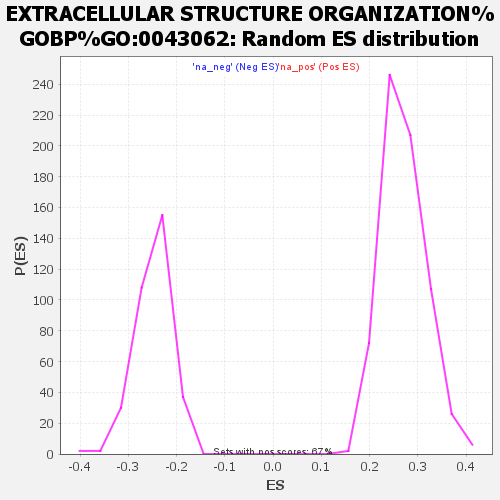 EXTRACELLULAR STRUCTURE ORGANIZATION%
GOBP%GO:0043062: Random ES distribution
'na_neg' (Neg ES) 'na_pos' (Pos ES)
240
220
200
180
160
140
120
100
80
60
40
20
0
P(ES)
Sets with pos scores: 67%
-0.4 -0.3 -0.2 -0.1 0.0 0.1 0.2 0.3 0.4
ES